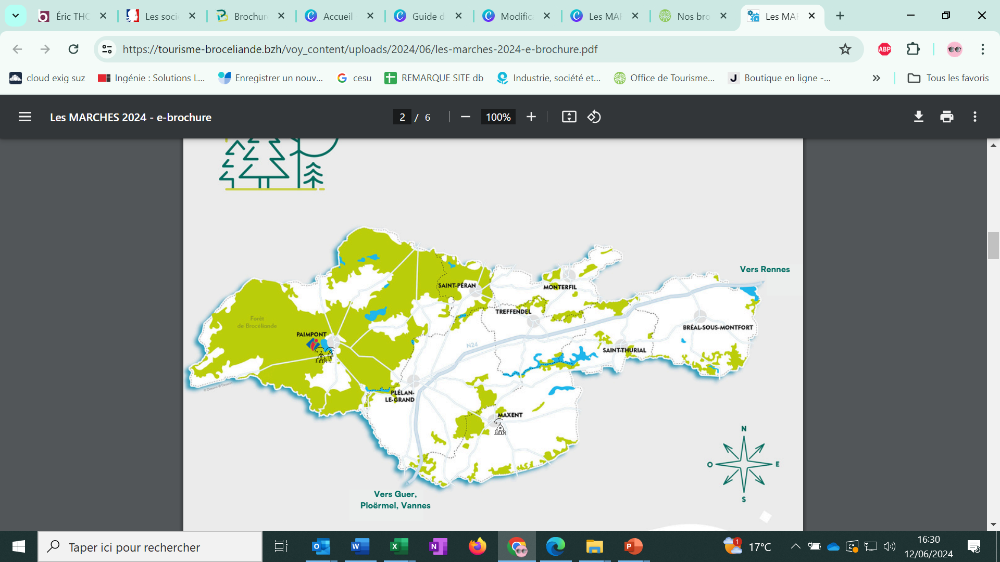 Éric THC
Les soci
Brochur
Accueil
Guide d
Modific
Les MAR
Nos bro
Les MAR
https://tourisme-broceliande.bzh/voy_content/uploads/2024/06/les-marches-2024-e-brochure.pdf
ABP
cloud exig suz
Ingénie : Solutions L...
Enregistrer un nouv...
cesu
REMARQUE SITE db
Industrie, société et...
Office de Tourisme...
Boutique en ligne -...
Tous les favoris
Les MARCHES 2024 - e-brochure
2 / 6
100%
Vers Rennes
SAINT-PÉRAN
MONTERFIL
TREFFENDEL
Forêt
de Brocéliande
PAIMPONT
BRÉAL-SOUS-MONTFORT
N24
SAINT-THURIAL
PLÉLAN-
LE-GRAND
MAXENT
N
O
E
S
Vers Guer,
Ploërmel, Vannes
Taper ici pour rechercher
1
17°C
16:30
12/06/2024